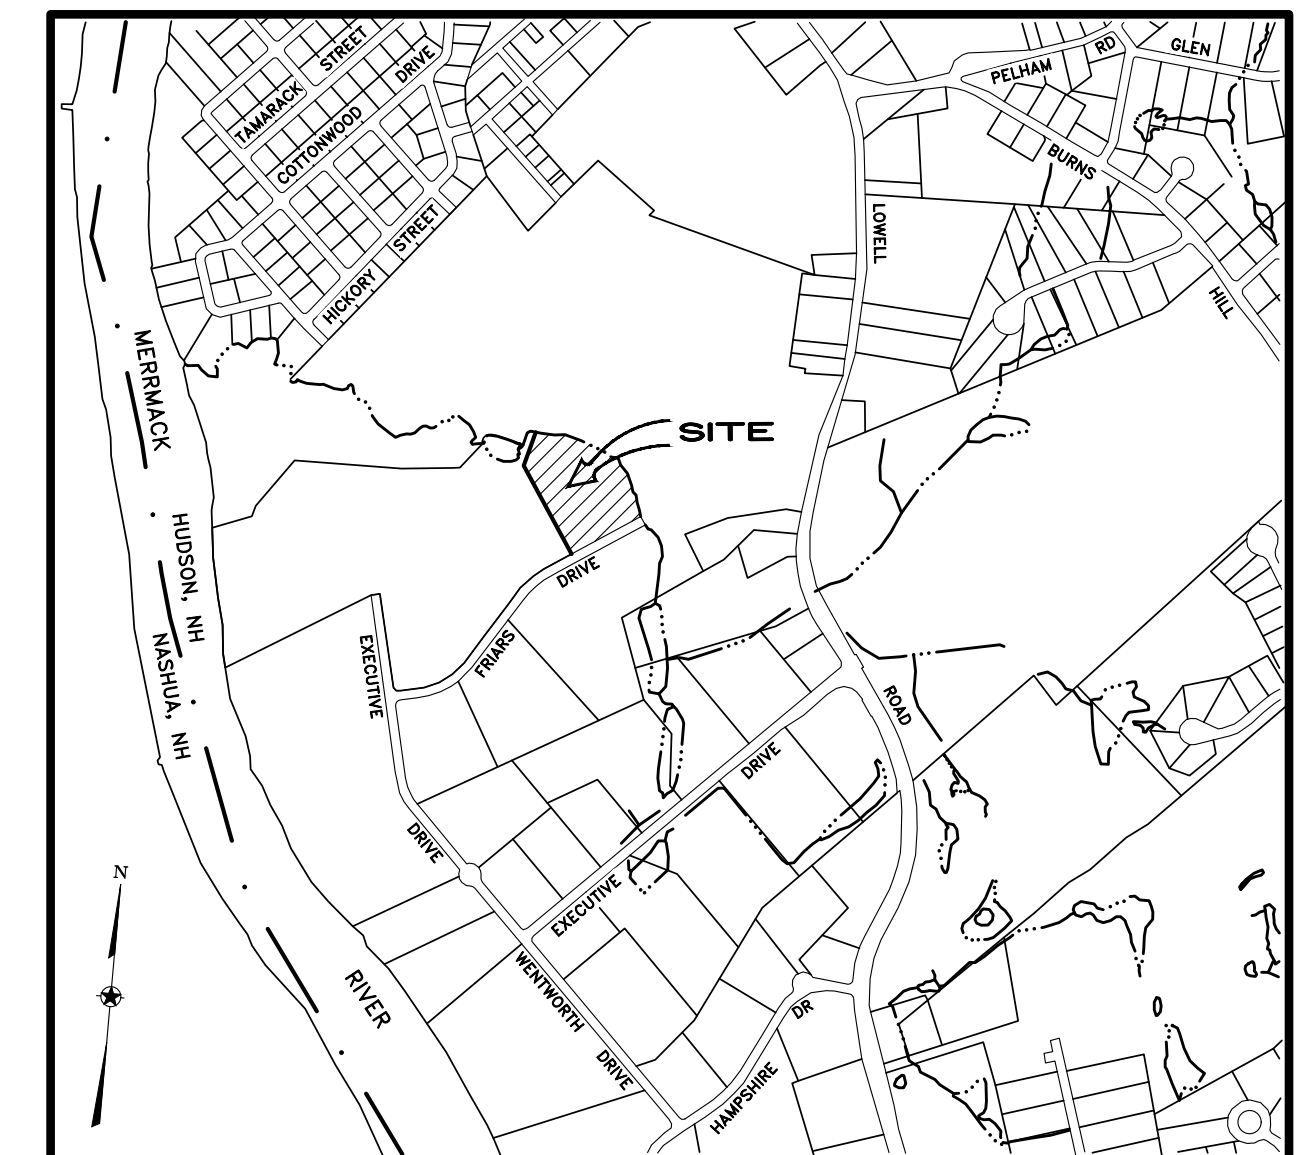 TAMARACK STREET
COTTONWOOD DRIVE
HICKORY STREET
PELHAM RD
GLEN
BURNS
HILL
LOWELL
ROAD
MERRMACK
RIVER
HUDSON, NH
NASHUA, NH
SITE
FRIARS DRIVE
EXECUTIVE
DRIVE
EXECUTIVE DRIVE
WENTWORTH
DRIVE
HAMPSHIRE DR
N